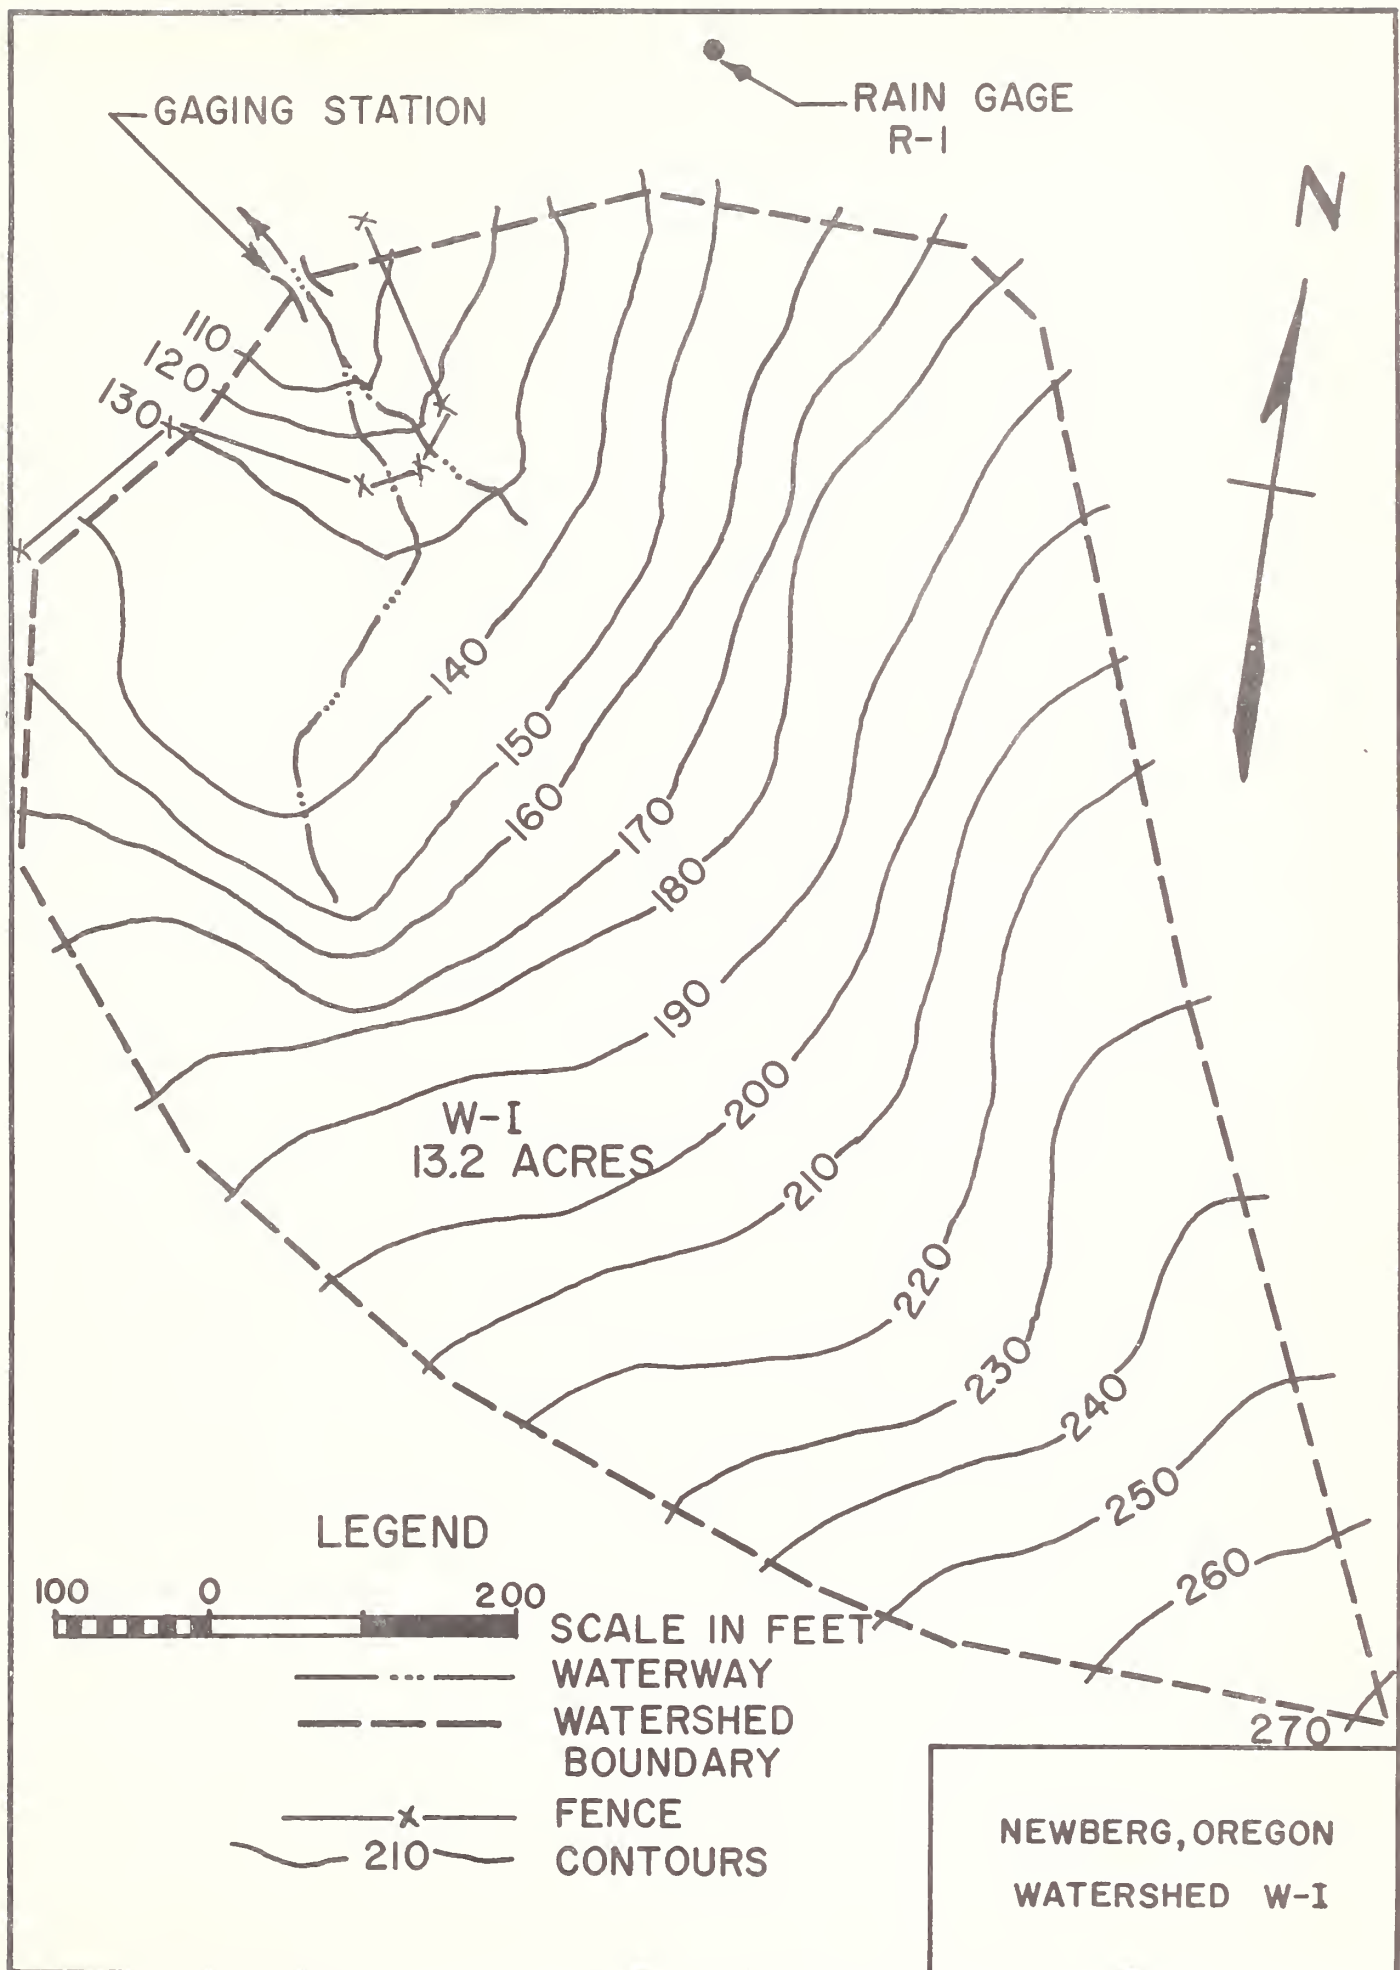 GAGING STATION
RAIN GAGE
R-1
N
110
120
130
140
150
160
170
180
190
200
W-I
13.2 ACRES
210
220
230
240
250
260
270
LEGEND
100 0 200
SCALE IN FEET
WATERWAY
WATERSHED
BOUNDARY
FENCE
210 CONTOURS
NEWBERG, OREGON
WATERSHED W-I